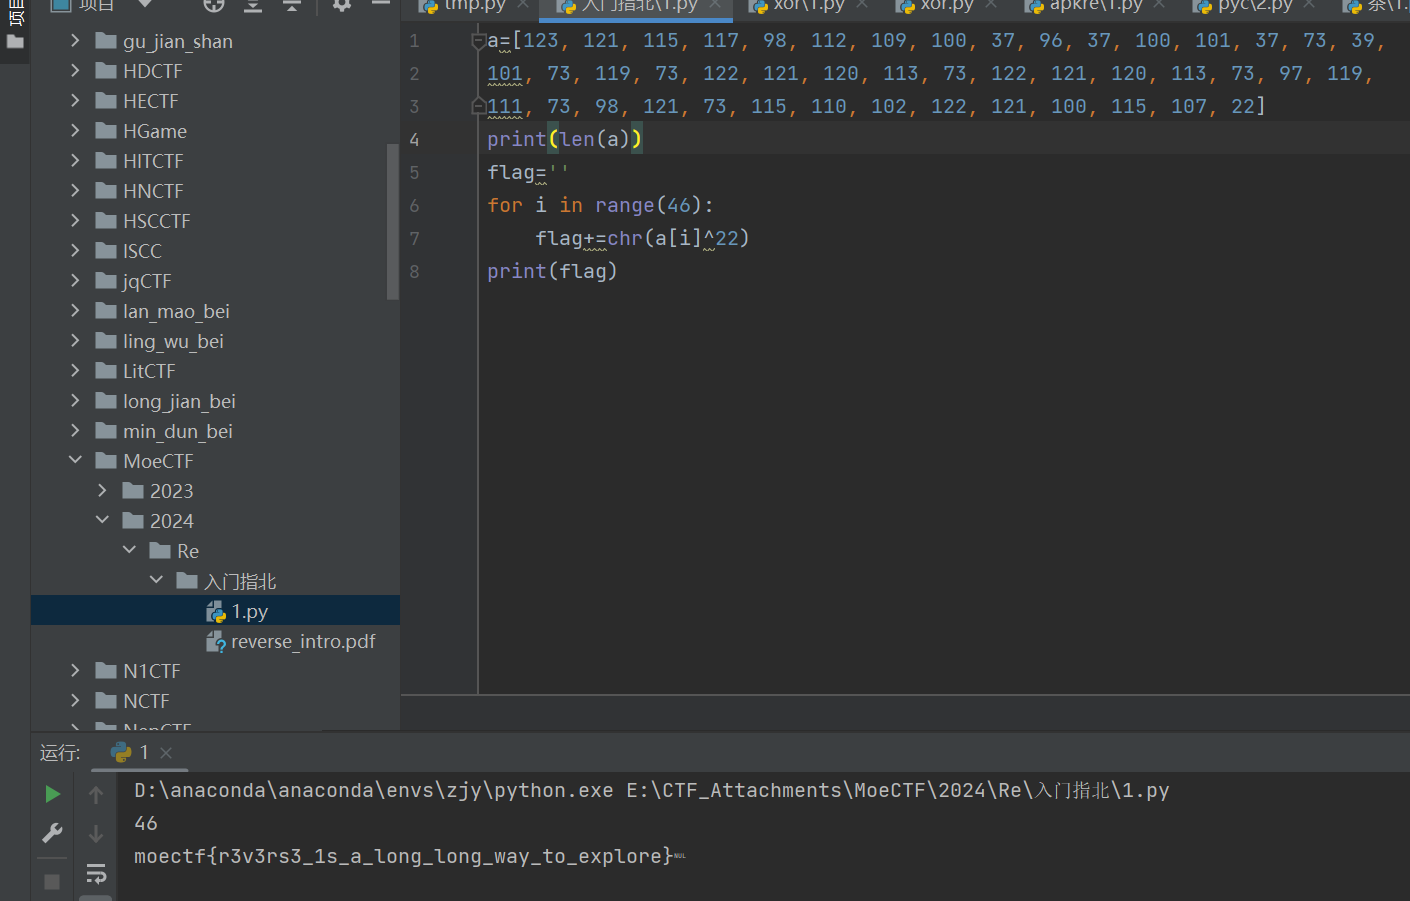 项目
项目
gu_jian_shan
HDCTF
HECTF
HGame
HITCTF
HNCTF
HSCCTF
ISCC
jqCTF
lan_mao_bei
ling_wu_bei
LitCTF
long_jian_bei
min_dun_bei
MoeCTF
2023
2024
Re
入门指北
1.py
reverse_intro.pdf
N1CTF
NCTF
tmp.py
入门指北\1.py
xor\1.py
xor.py
apkre\1.py
pyc\2.py
茶\1.py
1 a=[123, 121, 115, 117, 98, 112, 109, 100, 37, 96, 37, 100, 101, 37, 73, 39,
2 101, 73, 119, 73, 122, 121, 120, 113, 73, 122, 121, 120, 113, 73, 97, 119,
3 111, 73, 98, 121, 73, 115, 110, 102, 122, 121, 100, 115, 107, 22]
4 print(len(a))
5 flag=''
6 for i in range(46):
7 flag+=chr(a[i]^22)
8 print(flag)
运行:
1
D:\anaconda\anaconda\envs\zjy\python.exe E:\CTF_Attachments\MoeCTF\2024\Re\入门指北\1.py
46
moectf{r3v3rs3_1s_a_long_long_way_to_explore}NUL